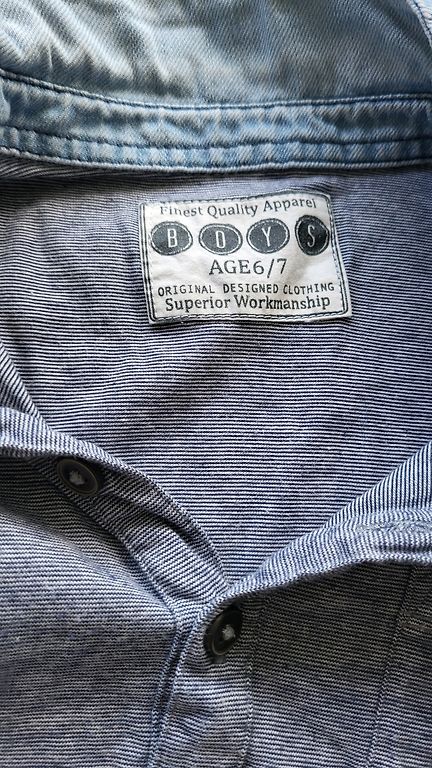 Finest Quality Apparel
BOYS
AGE6/7
ORIGINAL DESIGNED CLOTHING
Superior Workmanship